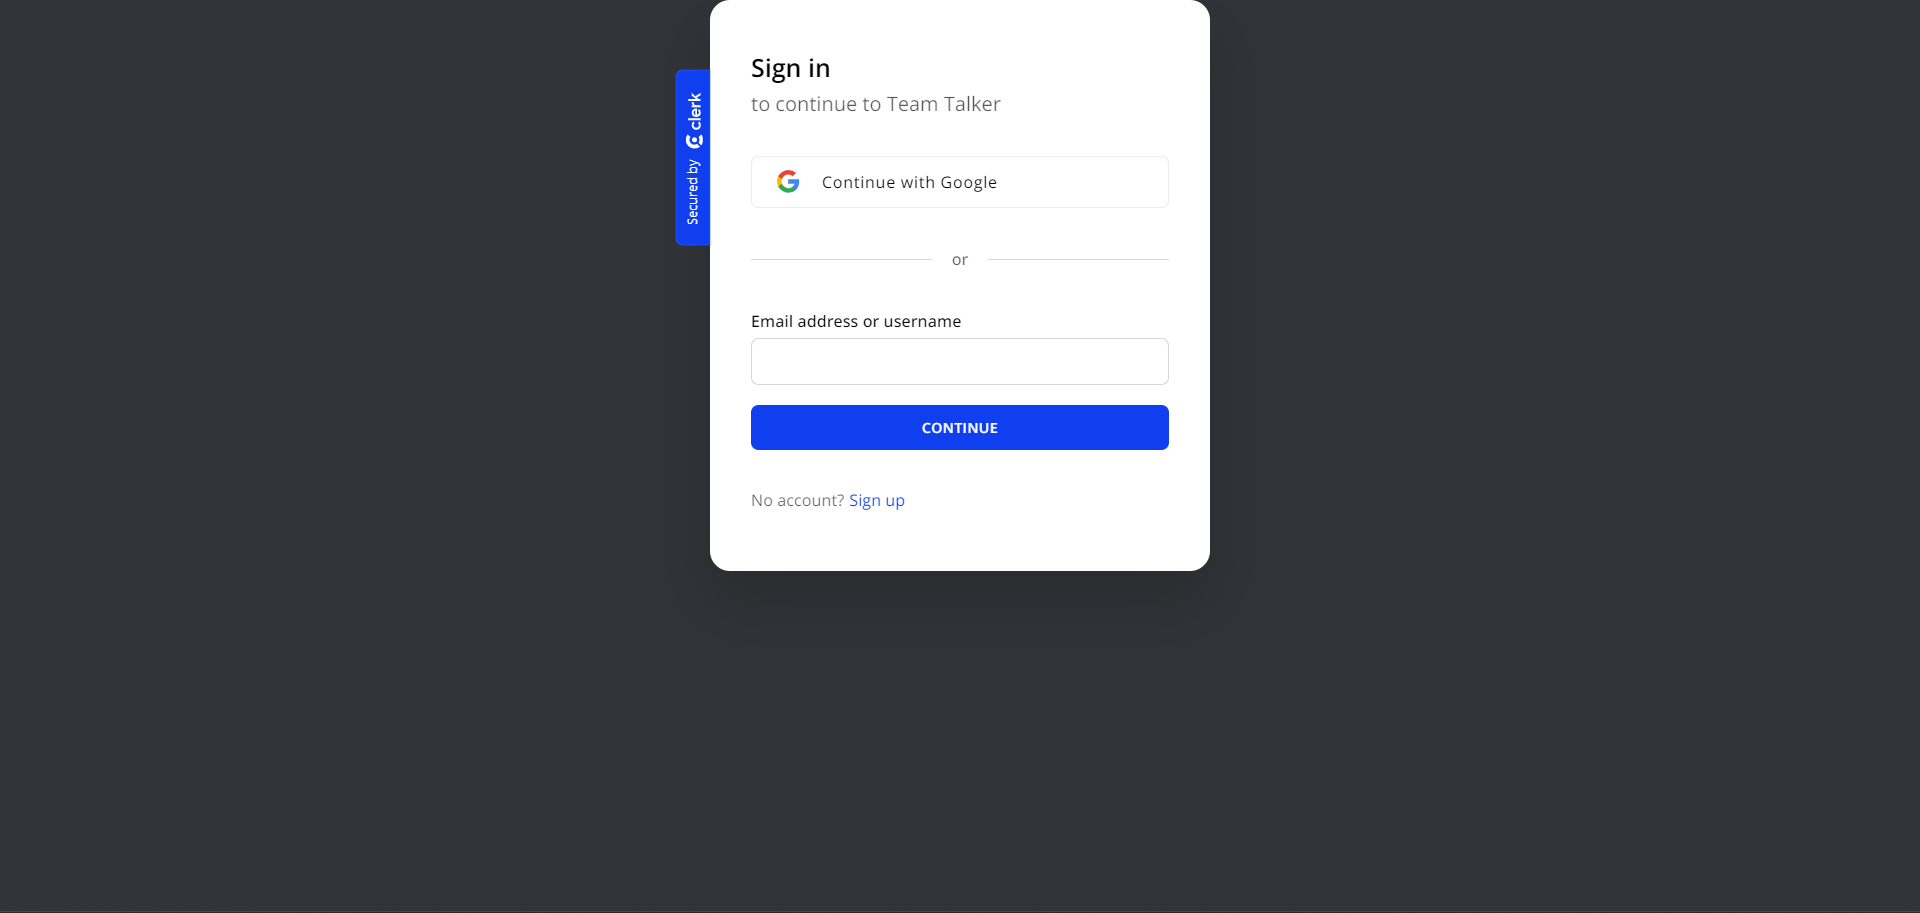 Sign in
to continue to Team Talker
Secured by clerk
Continue with Google
or
Email address or username
CONTINUE
No account? Sign up